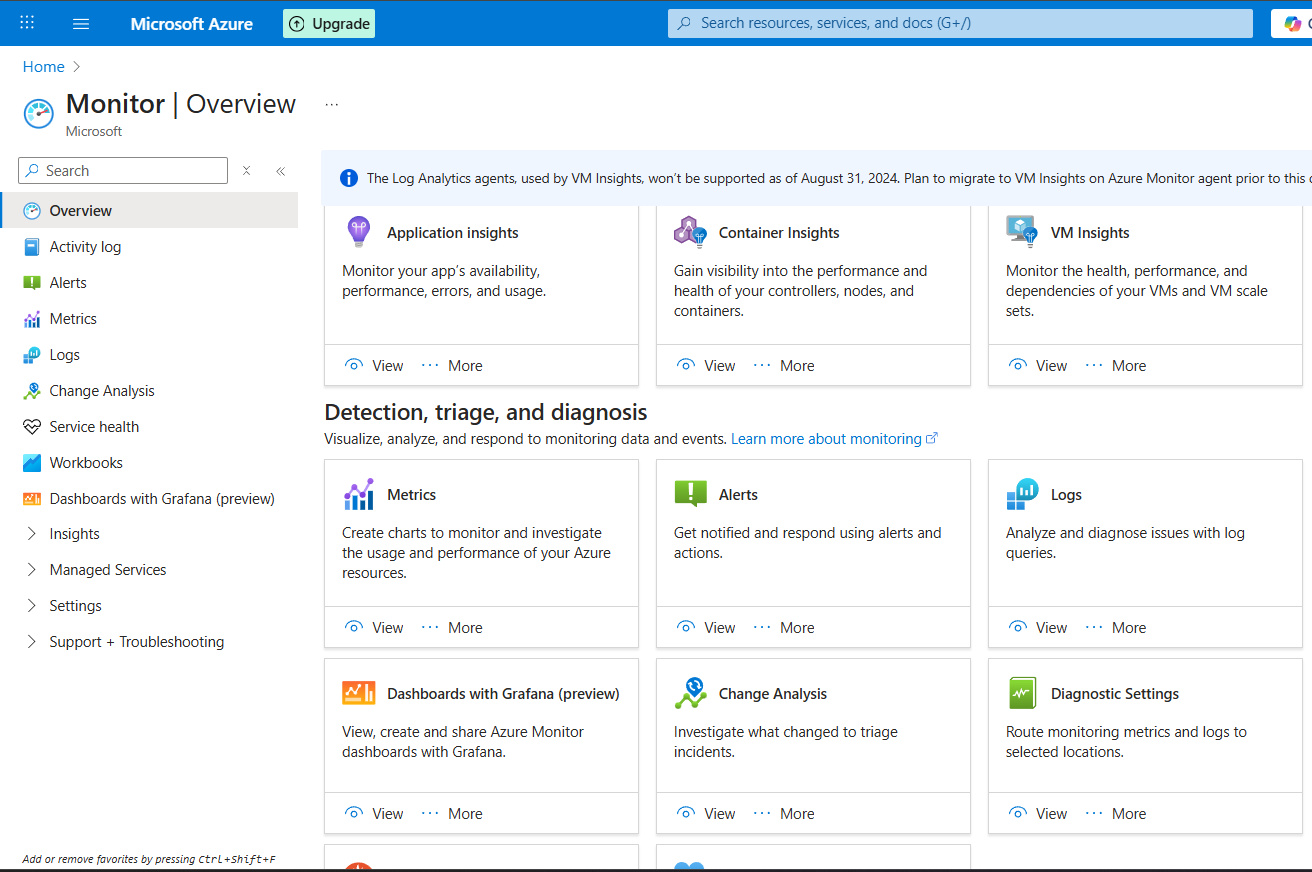 Microsoft Azure
Upgrade
Search resources, services, and docs (G+/)
Home
Monitor | Overview
...
Microsoft
Search
Overview
Activity log
Alerts
Metrics
Logs
Change Analysis
Service health
Workbooks
Dashboards with Grafana (preview)
Insights
Managed Services
Settings
Support + Troubleshooting
Add or remove favorites by pressing Ctrl+Shift+F
The Log Analytics agents, used by VM Insights, won't be supported as of August 31, 2024. Plan to migrate to VM Insights on Azure Monitor agent prior to this
Application insights
Monitor your app's availability,
performance, errors, and usage.
View ... More
Container Insights
Gain visibility into the performance and
health of your controllers, nodes, and
containers.
View ... More
VM Insights
Monitor the health, performance, and
dependencies of your VMs and VM scale
sets.
View ... More
Detection, triage, and diagnosis
Visualize, analyze, and respond to monitoring data and events. Learn more about monitoring
Metrics
Create charts to monitor and investigate
the usage and performance of your Azure
resources.
View ... More
Alerts
Get notified and respond using alerts and
actions.
View ... More
Logs
Analyze and diagnose issues with log
queries.
View ... More
Dashboards with Grafana (preview)
View, create and share Azure Monitor
dashboards with Grafana.
View ... More
Change Analysis
Investigate what changed to triage
incidents.
View ... More
Diagnostic Settings
Route monitoring metrics and logs to
selected locations.
View ... More